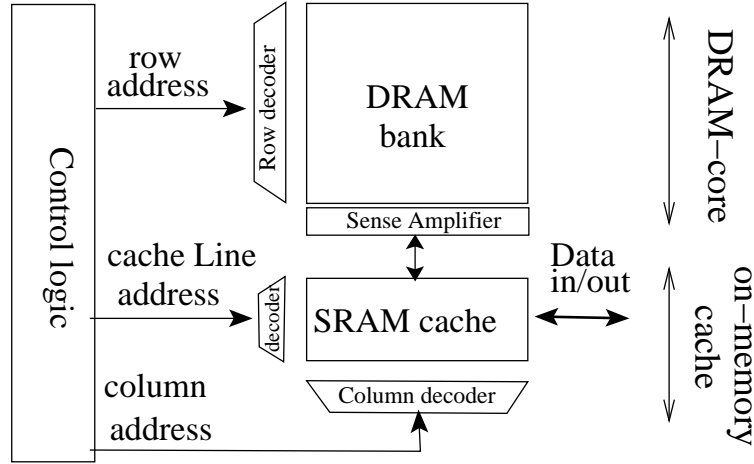 Control logic
row
address
Row decoder
DRAM
bank
Sense Amplifier
DRAM-core
cache Line
address
decoder
SRAM cache
Data
in/out
on-memory
cache
column
address
Column decoder